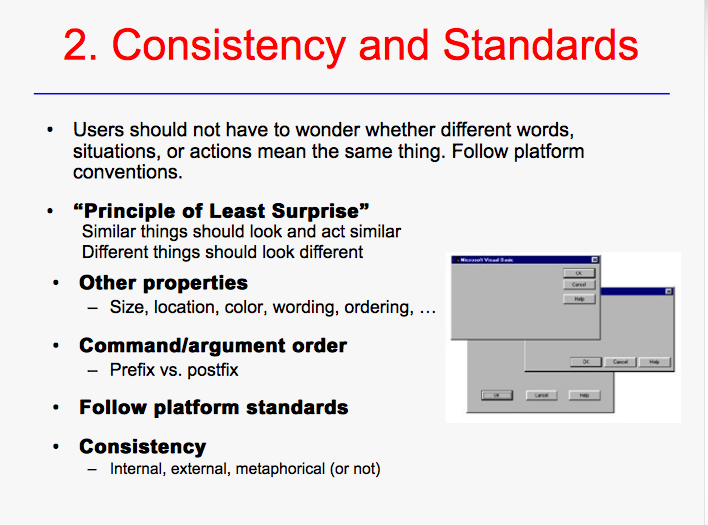 2. Consistency and Standards
• Users should not have to wonder whether different words,
situations, or actions mean the same thing. Follow platform
conventions.
• “Principle of Least Surprise”
Similar things should look and act similar
Different things should look different
• Other properties
– Size, location, color, wording, ordering, …
• Command/argument order
– Prefix vs. postfix
• Follow platform standards
• Consistency
– Internal, external, metaphorical (or not)
Microsoft Visual Basic
OK
Cancel
Help
OK Cancel Help
OK Cancel Help